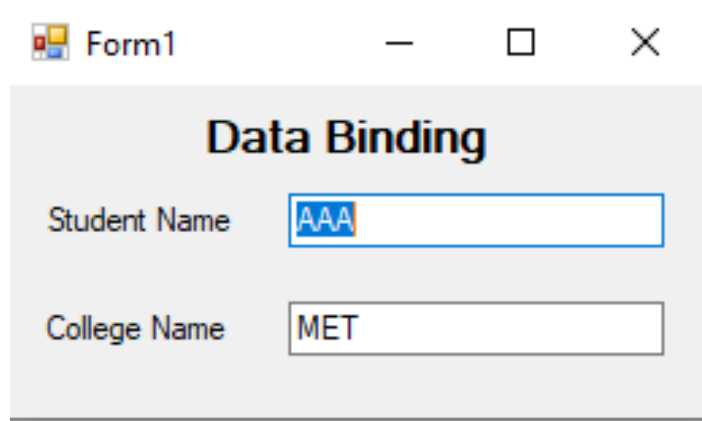 Form1
Data Binding
Student Name AAA
College Name MET